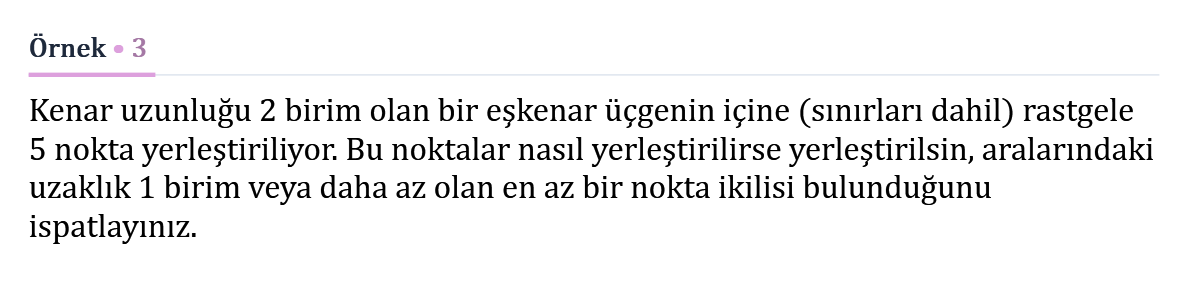 Örnek • 3
Kenar uzunluğu 2 birim olan bir eşkenar üçgenin içine (sınırları dahil) rastgele
5 nokta yerleştiriliyor. Bu noktalar nasıl yerleştirilirse yerleştirilsin, aralarındaki
uzaklık 1 birim veya daha az olan en az bir nokta ikilisi bulunduğunu
ispatlayınız.